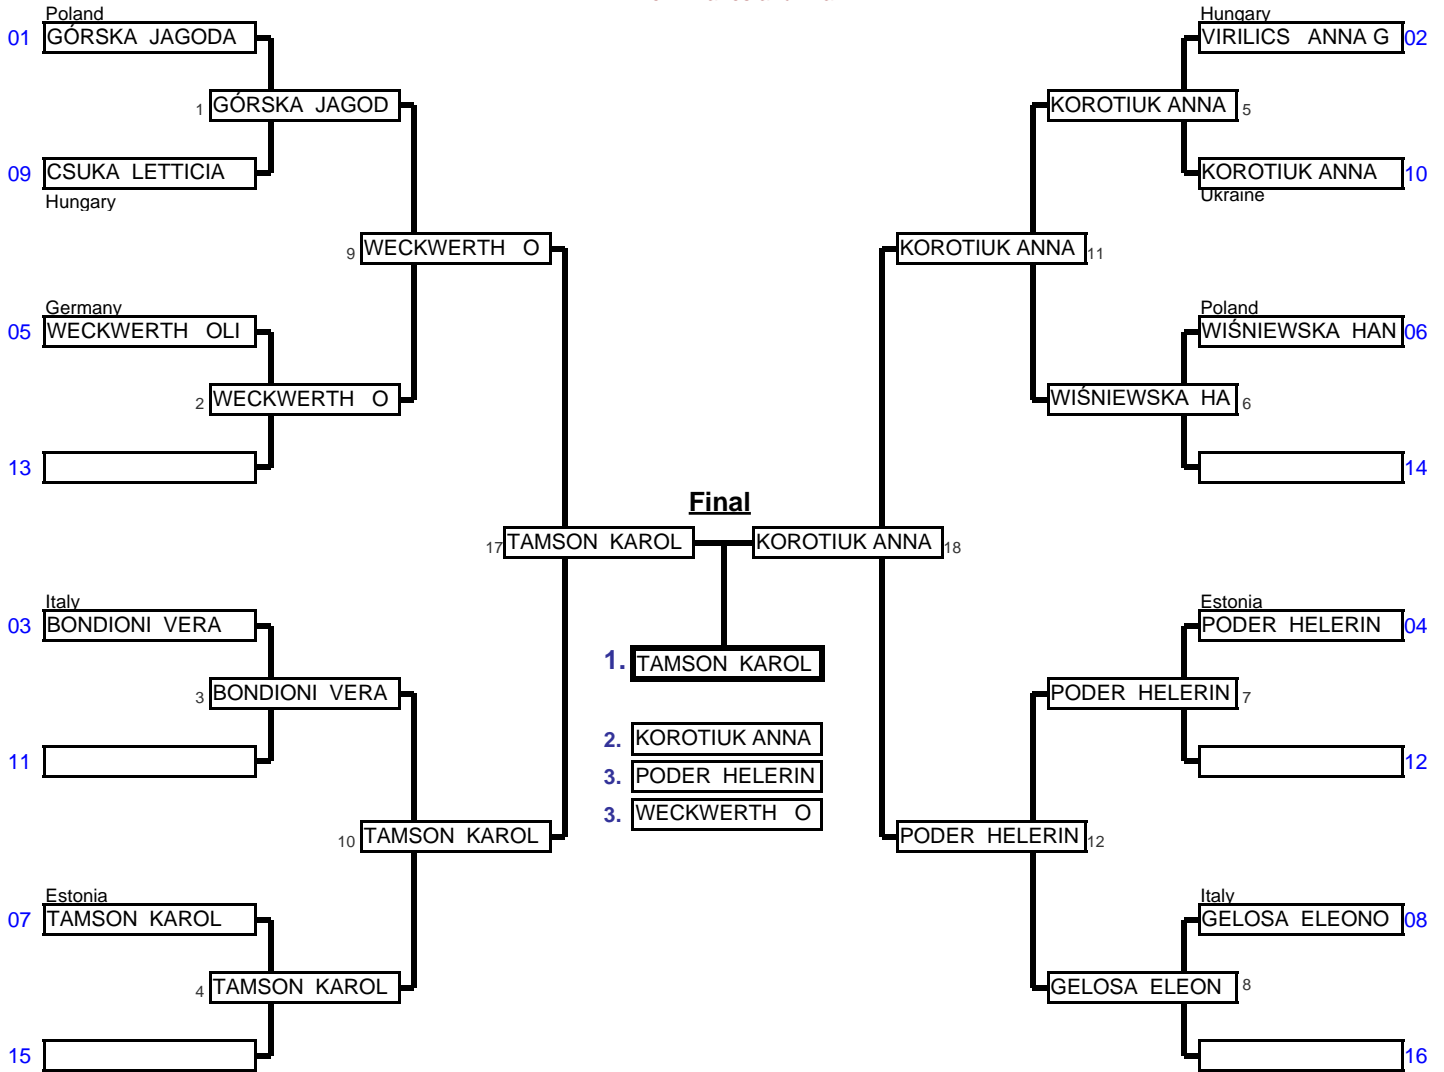 Poland
01 GÓRSKA JAGODA
1 GÓRSKA JAGOD
09 CSUKA LETTICIA
Hungary
9 WECKWERTH O
Germany
05 WECKWERTH OLI
2 WECKWERTH O
13
17 TAMSON KAROL
Italy
03 BONDIONI VERA
3 BONDIONI VERA
11
10 TAMSON KAROL
Estonia
07 TAMSON KAROL
4 TAMSON KAROL
15
Final
1. TAMSON KAROL
2. KOROTIUK ANNA
3. PODER HELERIN
3. WECKWERTH O
Hungary
VIRILICS ANNA G 02
KOROTIUK ANNA 5
KOROTIUK ANNA 10
Ukraine
KOROTIUK ANNA 11
Poland
WIŚNIEWSKA HAN 06
WIŚNIEWSKA HA 6
14
KOROTIUK ANNA 18
Estonia
PODER HELERIN 04
PODER HELERIN 7
12
PODER HELERIN 12
Italy
GELOSA ELEONO 08
GELOSA ELEON 8
16